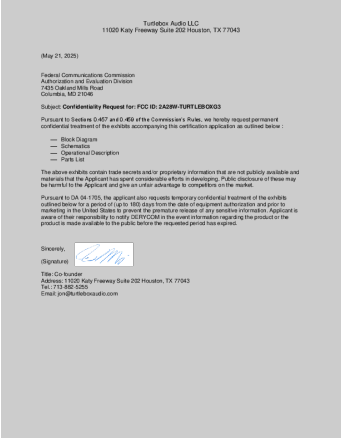 Turtlebox Audio LLC
11020 Katy Freeway Suite 202 Houston, TX 77043
(May 21, 2025)
Federal Communications Commission
Authorization and Evaluation Division
7435 Oakland Mills Road
Columbia, MD 21046
Subject: Confidentiality Request for: FCC ID: 2A28W-TURTLEBOXG3
Pursuant to Sections 0.457 and 0.459 of the Commission's Rules, we hereby request permanent
confidential treatment of the exhibits accompanying this certification application as outlined below :
— Block Diagram
— Schematics
— Operational Description
— Parts List
The above exhibits contain trade secrets and/or proprietary information that are not publicly available and
materials that the Applicant has spent considerable efforts in developing. Public disclosure of these may
be harmful to the Applicant and give an unfair advantage to competitors on the market.
Pursuant to DA 04-1705, the applicant also requests temporary confidential treatment of the exhibits
outlined below for a period of (up to 180) days from the date of equipment authorization and prior to
marketing in the United States to prevent the premature release of any sensitive information. Applicant is
aware of their responsibility to notify DERYCOM in the event information regarding the product or the
product is made available to the public before the requested period has expired.
Sincerely,
(Signature)
Title: Co-founder
Address: 11020 Katy Freeway Suite 202 Houston, TX 77043
Tel.: 713-882-5255
Email: jon@turtleboxaudio.com